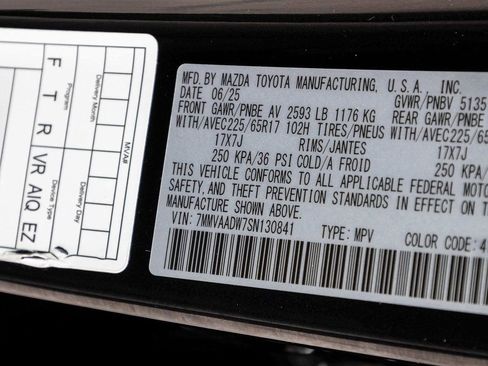 MFD. BY MAZDA TOYOTA MANUFACTURING, U.S.A., INC.
DATE 06/25 GVWR/PNBV 5135
FRONT GAWR/PNBE AV 2593 LB 1176 KG REAR GAWR/
WITH/AVEC225/65R17 102H TIRES/PNEUS WITH/AVEC225/65
17X7J RIMS/JANTES 17X7J
250 KPA/36 PSI COLD/A FROID 250 KPA/
THIS VEHICLE CONFORMS TO ALL APPLICABLE FEDERAL MOTOR
SAFETY, AND THEFT PREVENTION STANDARDS IN EFFECT ON
MANUFACTURE SHOWN ABOVE.
VIN: 7MMVAADW7SN130841 TYPE: MPV COLOR CODE: 4
MVA#
Delivery Month
Delivery Day
Program
Device Type
F T R
VR AIQ EZ